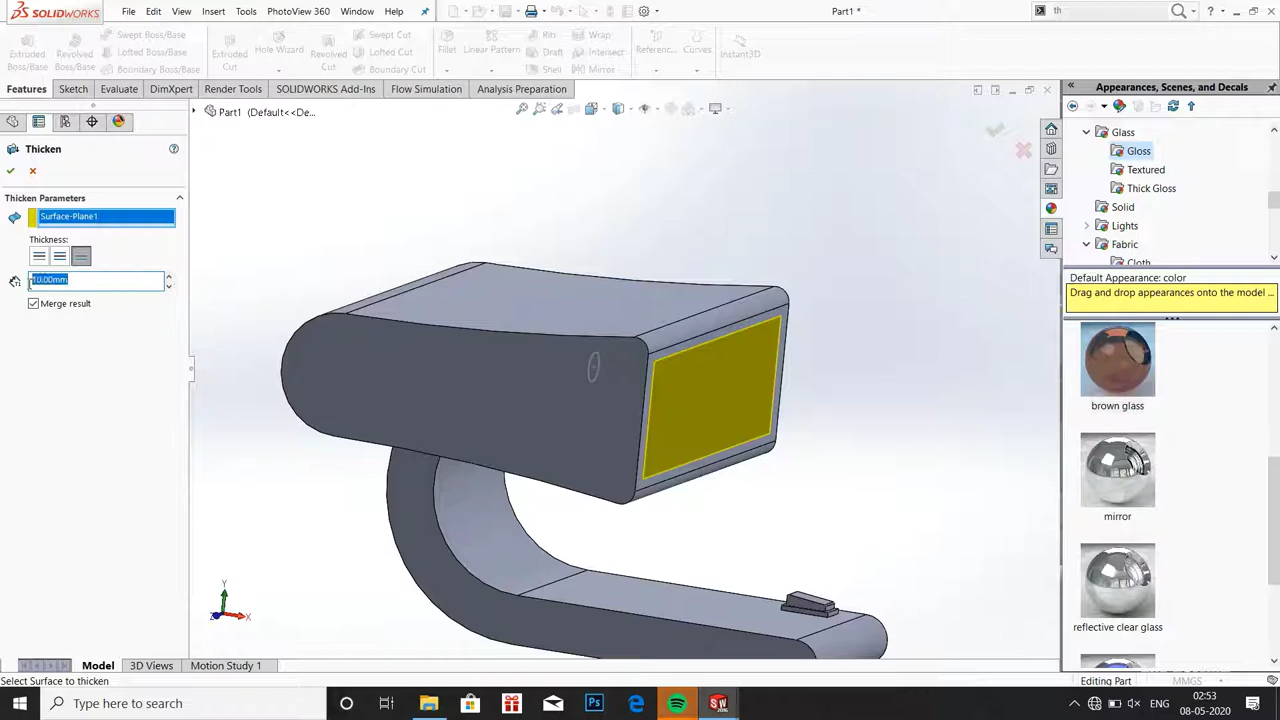 SOLIDWORKS File Edit View Insert Tools PhotoView 360 Window Help Part1 * th ?
Extruded Boss/Base
Revolved Boss/Base
Swept Boss/Base
Lofted Boss/Base
Boundary Boss/Base
Extruded Cut
Hole Wizard
Revolved Cut
Swept Cut
Lofted Cut
Boundary Cut
Fillet
Linear Pattern
Rib
Draft
Shell
Wrap
Intersect
Mirror
Referenc...
Curves
Instant3D
Features Sketch Evaluate DimXpert Render Tools SOLIDWORKS Add-Ins Flow Simulation Analysis Preparation
Part1 (Default<<De...
Thicken
Thicken Parameters
Surface-Plane1
Thickness:
10.00mm
Merge result
Y
X
Z
Appearances, Scenes, and Decals
Glass
Gloss
Textured
Thick Gloss
Solid
Lights
Fabric
Cloth
Default Appearance: color
Drag and drop appearances onto the model ...
brown glass
mirror
reflective clear glass
Model 3D Views Motion Study 1
Select Surface to thicken
Editing Part MMGS
Type here to search
Ps
SW
2016
ENG
02:53
08-05-2020